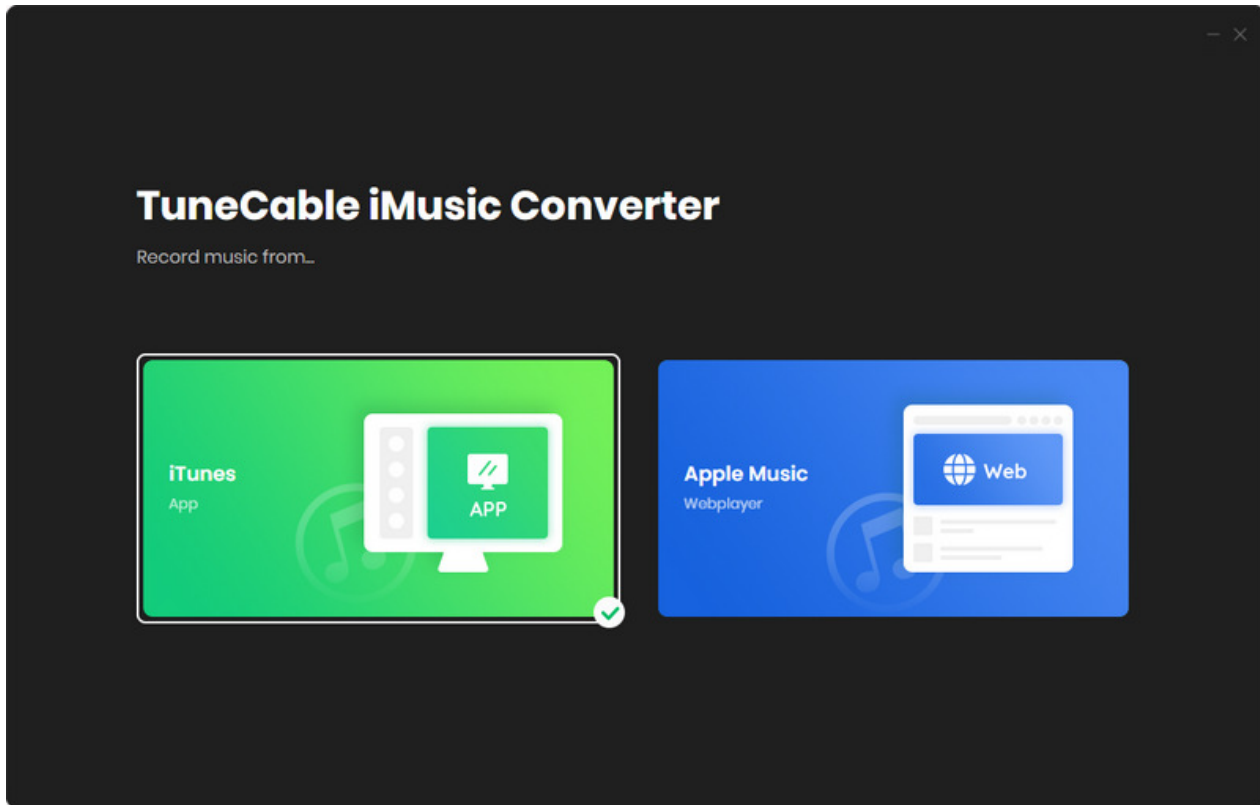 TuneCable iMusic Converter
Record music from...
iTunes
App
APP
Apple Music
Webplayer
Web